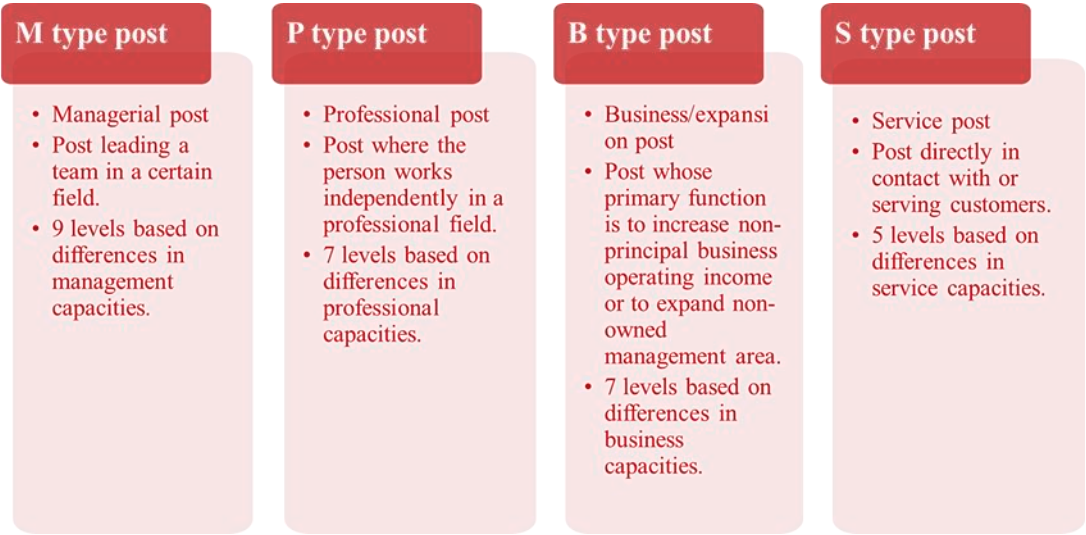 M type post
• Managerial post
• Post leading a
team in a certain
field.
• 9 levels based on
differences in
management
capacities.
P type post
• Professional post
• Post where the
person works
independently in a
professional field.
• 7 levels based on
differences in
professional
capacities.
B type post
• Business/expansi
on post
• Post whose
primary function
is to increase non-
principal business
operating income
or to expand non-
owned
management area.
• 7 levels based on
differences in
business
capacities.
S type post
• Service post
• Post directly in
contact with or
serving customers.
• 5 levels based on
differences in
service capacities.